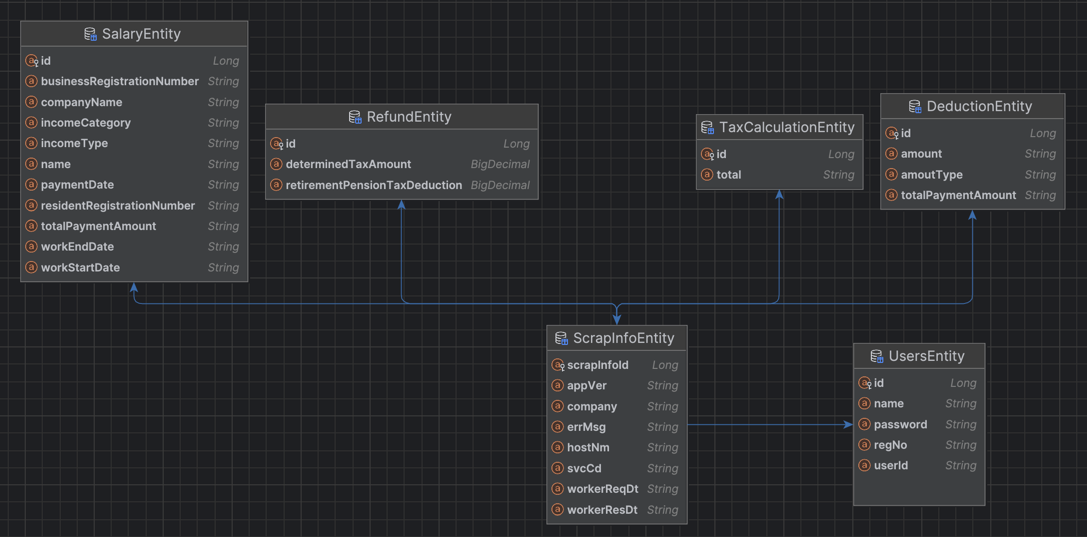 SalaryEntity
id Long
businessRegistrationNumber String
companyName String
incomeCategory String
incomeType String
name String
paymentDate String
residentRegistrationNumber String
totalPaymentAmount String
workEndDate String
workStartDate String
RefundEntity
id Long
determinedTaxAmount BigDecimal
retirementPensionTaxDeduction BigDecimal
TaxCalculationEntity
id Long
total String
DeductionEntity
id Long
amount String
amoutType String
totalPaymentAmount String
ScrapInfoEntity
scrapInfoId Long
appVer String
company String
errMsg String
hostNm String
svcCd String
workerReqDt String
workerResDt String
UsersEntity
id Long
name String
password String
regNo String
userId String